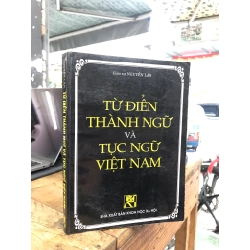 Giáo sư NGUYỄN LÂN
TỪ ĐIỂN
THÀNH NGỮ
VÀ
TỤC NGỮ
VIỆT NAM
NHÀ XUẤT BẢN KHOA HỌC XÃ HỘI